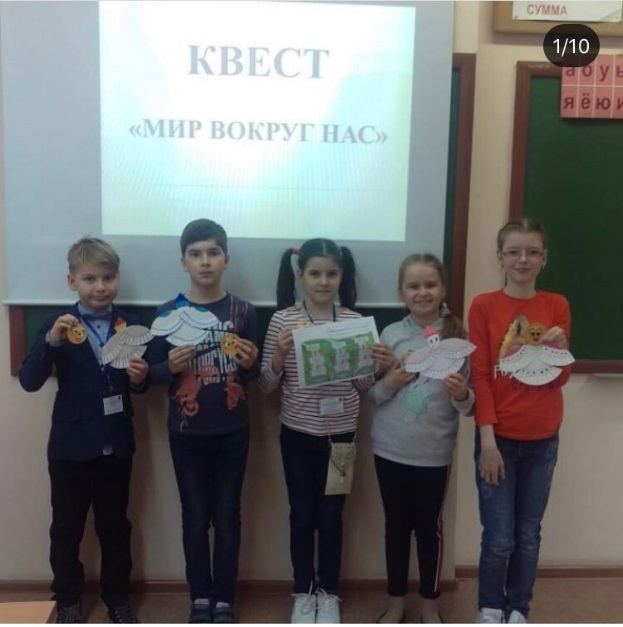 СУММА
1/10
КВЕСТ
«МИР ВОКРУГ НАС»
а о у ы
я ё ю и